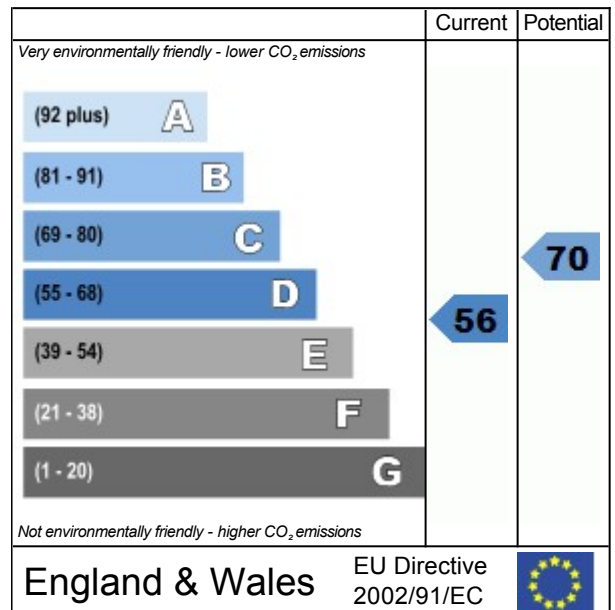 Current Potential
Very environmentally friendly - lower CO₂ emissions
(92 plus) A
(81 - 91) B
(69 - 80) C
70
(55 - 68) D
56
(39 - 54) E
(21 - 38) F
(1 - 20) G
Not environmentally friendly - higher CO₂ emissions
England & Wales
EU Directive
2002/91/EC